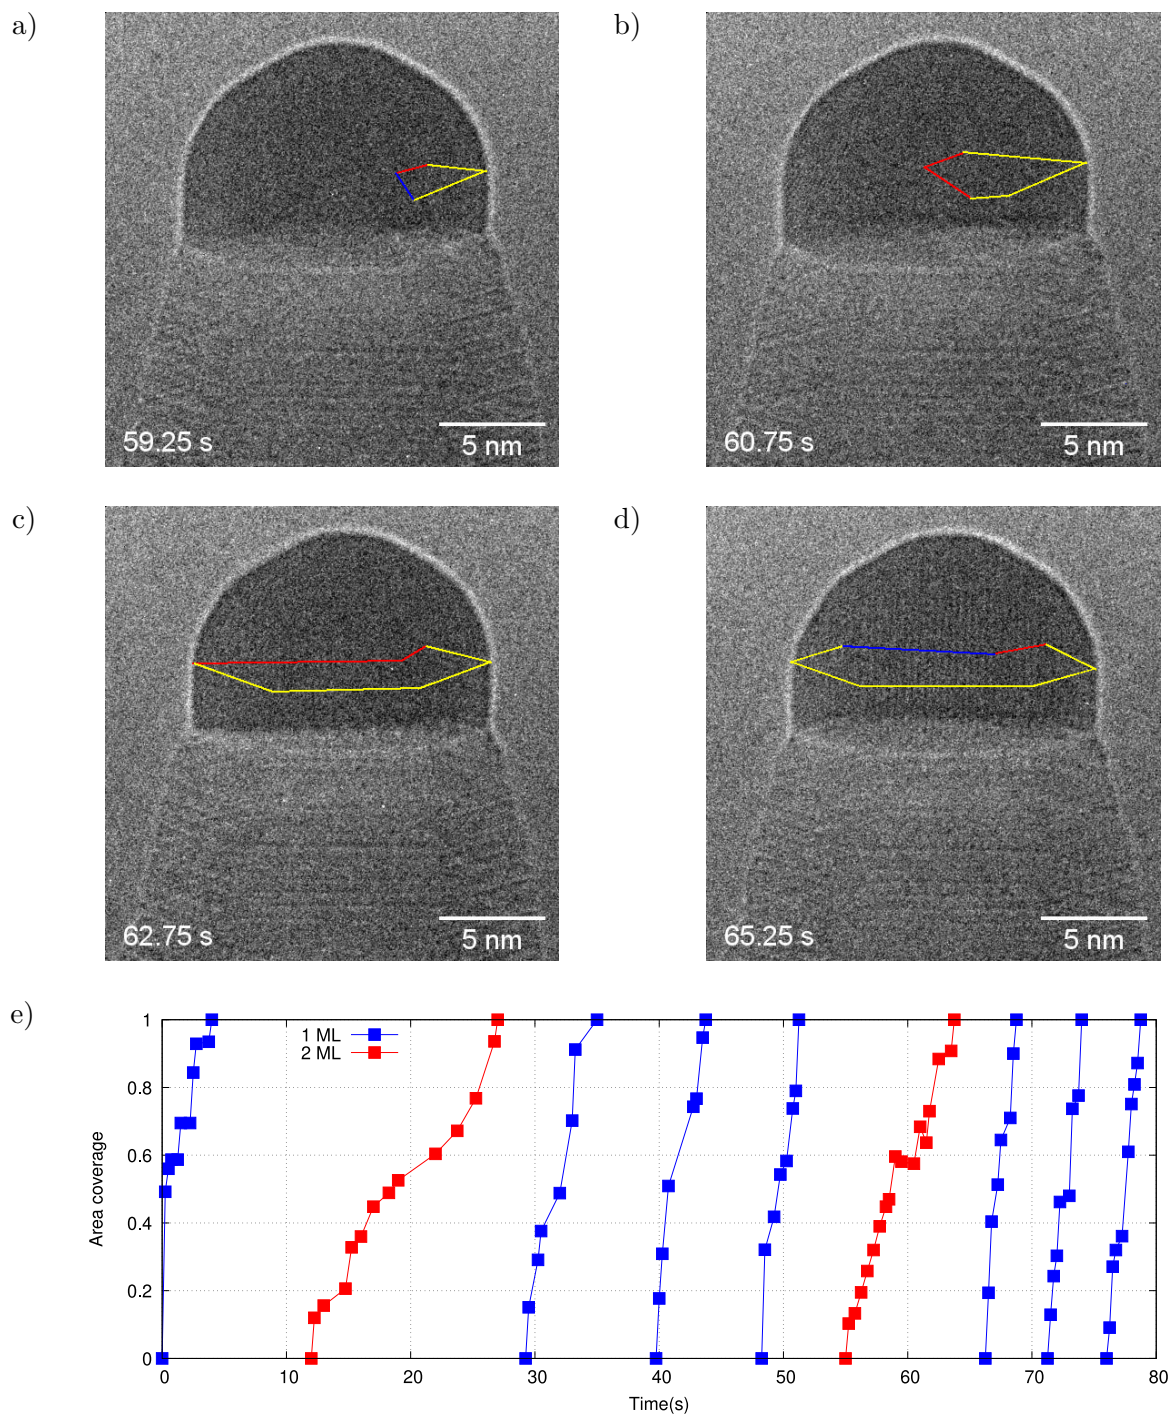 a)
b)
59.25 s
5 nm
60.75 s
5 nm
c)
d)
62.75 s
5 nm
65.25 s
5 nm
e)
1 ML
2 ML
Area coverage
1
0.8
0.6
0.4
0.2
0
0 10 20 30 40 50 60 70 80
Time(s)